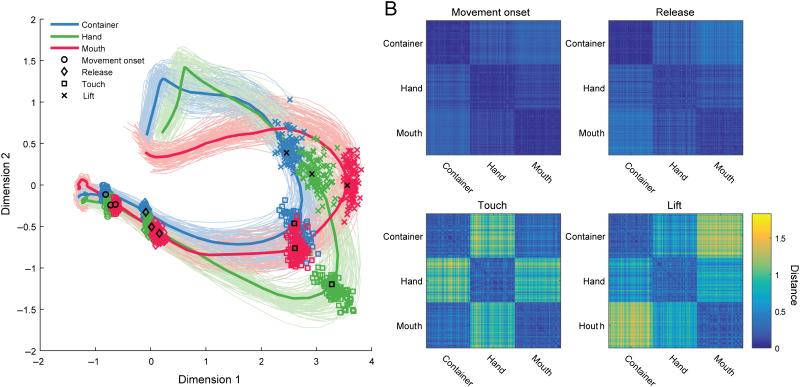 2
1.5
1
0.5
0
−0.5
−1
−1.5
−2
−2
−1
0
1
2
3
4
Dimension 2
Dimension 1
Container
Hand
Mouth
Movement onset
Release
Touch
Lift
B
Movement onset
Container
Hand
Mouth
Container
Hand
Mouth
Release
Container
Hand
Mouth
Container
Hand
Mouth
Touch
Container
Hand
Mouth
Container
Hand
Mouth
Lift
Container
Hand
Houth
Container
Hand
Mouth
1.5
1
0.5
0
Distance